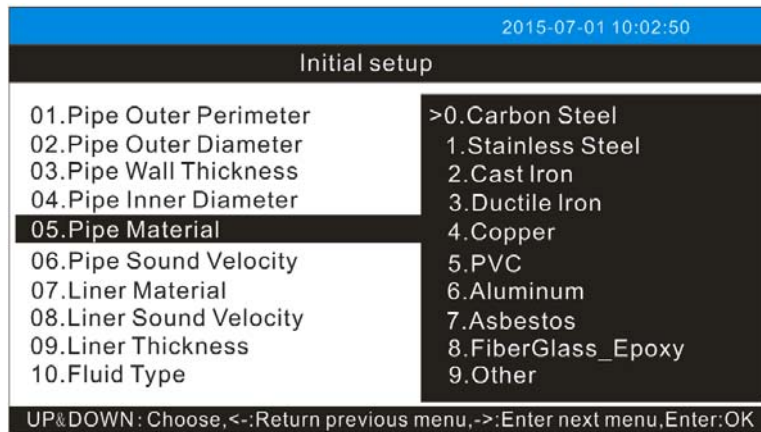 2015-07-01 10:02:50
Initial setup
01.Pipe Outer Perimeter
02.Pipe Outer Diameter
03.Pipe Wall Thickness
04.Pipe Inner Diameter
05.Pipe Material
06.Pipe Sound Velocity
07.Liner Material
08.Liner Sound Velocity
09.Liner Thickness
10.Fluid Type
>0.Carbon Steel
1.Stainless Steel
2.Cast Iron
3.Ductile Iron
4.Copper
5.PVC
6.Aluminum
7.Asbestos
8.FiberGlass_Epoxy
9.Other
UP&DOWN:Choose,<-:Return previous menu,->:Enter next menu,Enter:OK